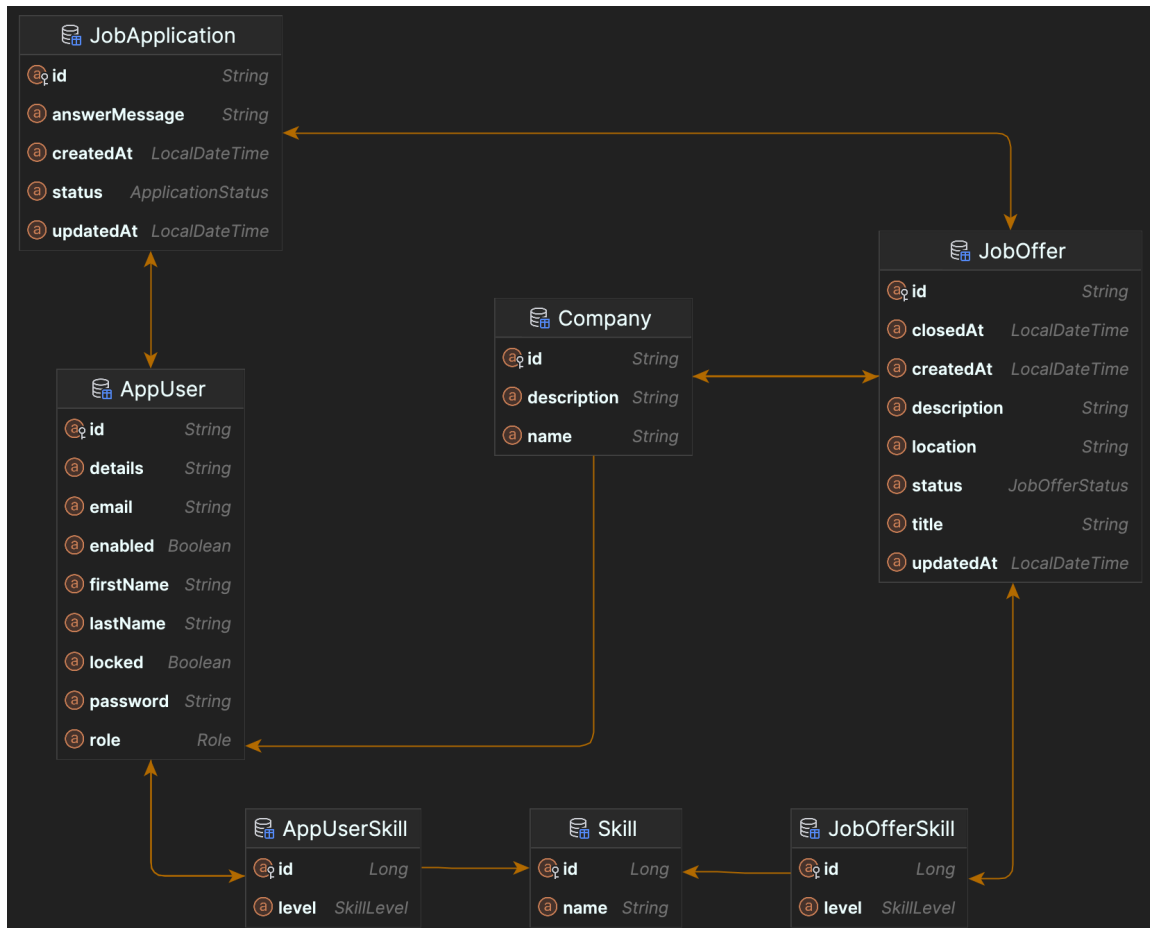 JobApplication
id String
answerMessage String
createdAt LocalDateTime
status ApplicationStatus
updatedAt LocalDateTime
JobOffer
id String
closedAt LocalDateTime
createdAt LocalDateTime
description String
location String
status JobOfferStatus
title String
updatedAt LocalDateTime
Company
id String
description String
name String
AppUser
id String
details String
email String
enabled Boolean
firstName String
lastName String
locked Boolean
password String
role Role
AppUserSkill
id Long
level SkillLevel
Skill
id Long
name String
JobOfferSkill
id Long
level SkillLevel